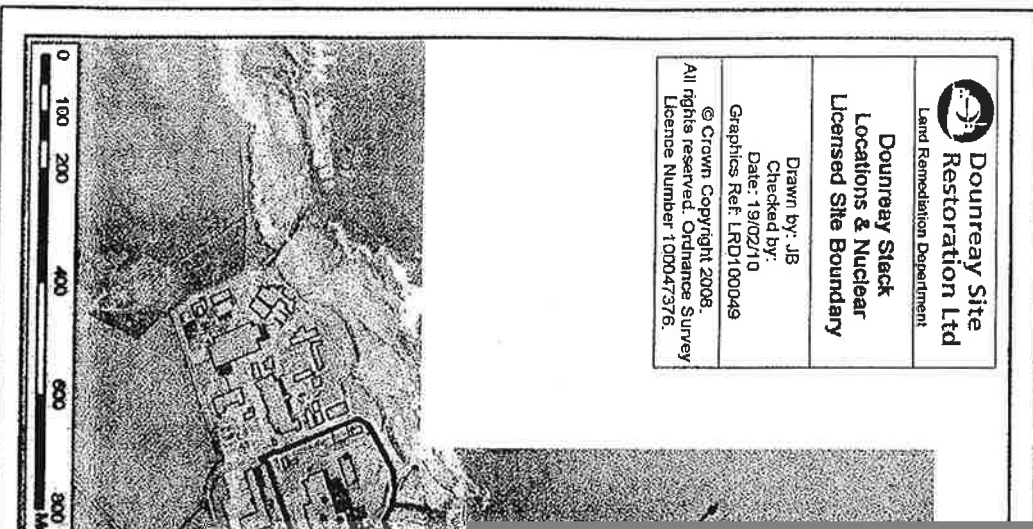 Dounreay Site
Restoration Ltd
Land Remediation Department
Dounreay Stack
Locations & Nuclear
Licensed Site Boundary
Drawn by: JB
Checked by:
Date: 19/02/10
Graphics Ref: LRD100049
© Crown Copyright 2008.
All rights reserved. Ordnance Survey
Licence Number 100047376.
0 100 200 400 600 800